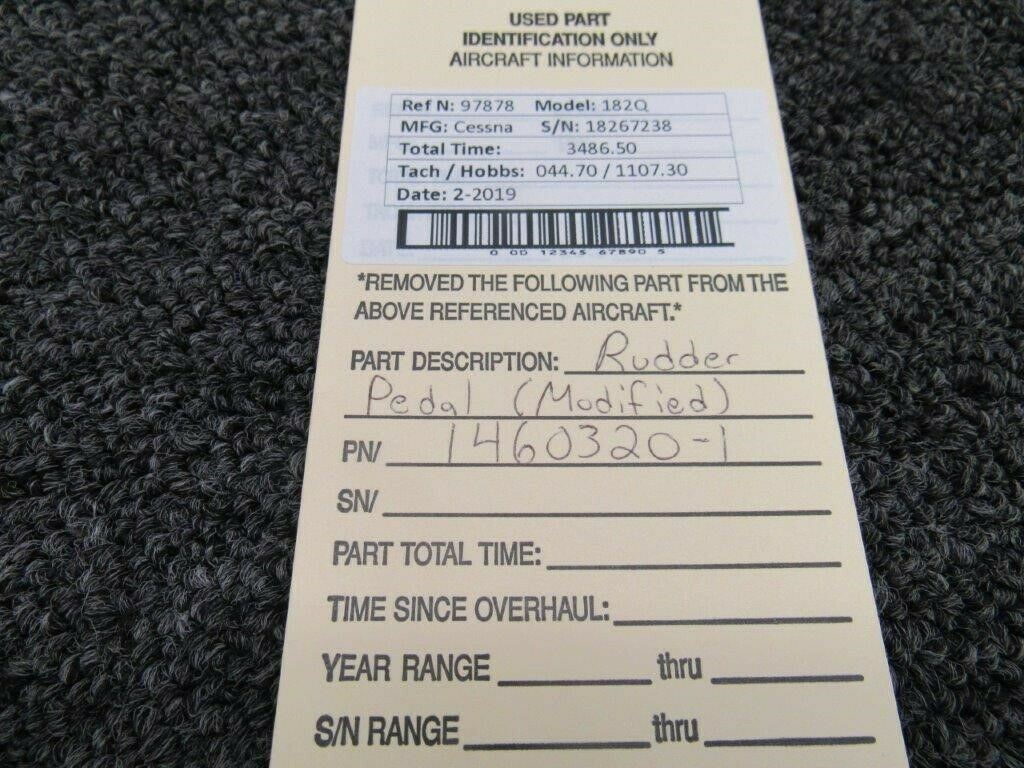 USED PART
IDENTIFICATION ONLY
AIRCRAFT INFORMATION
Ref N: 97878 Model: 182Q
MFG: Cessna S/N: 18267238
Total Time: 3486.50
Tach / Hobbs: 044.70 / 1107.30
Date: 2-2019
0 00 12345 67890 5
*REMOVED THE FOLLOWING PART FROM THE
ABOVE REFERENCED AIRCRAFT.*
PART DESCRIPTION: Rudder
Pedal (Modified)
PN/ 1460320-1
SN/
PART TOTAL TIME:
TIME SINCE OVERHAUL:
YEAR RANGE thru
S/N RANGE thru